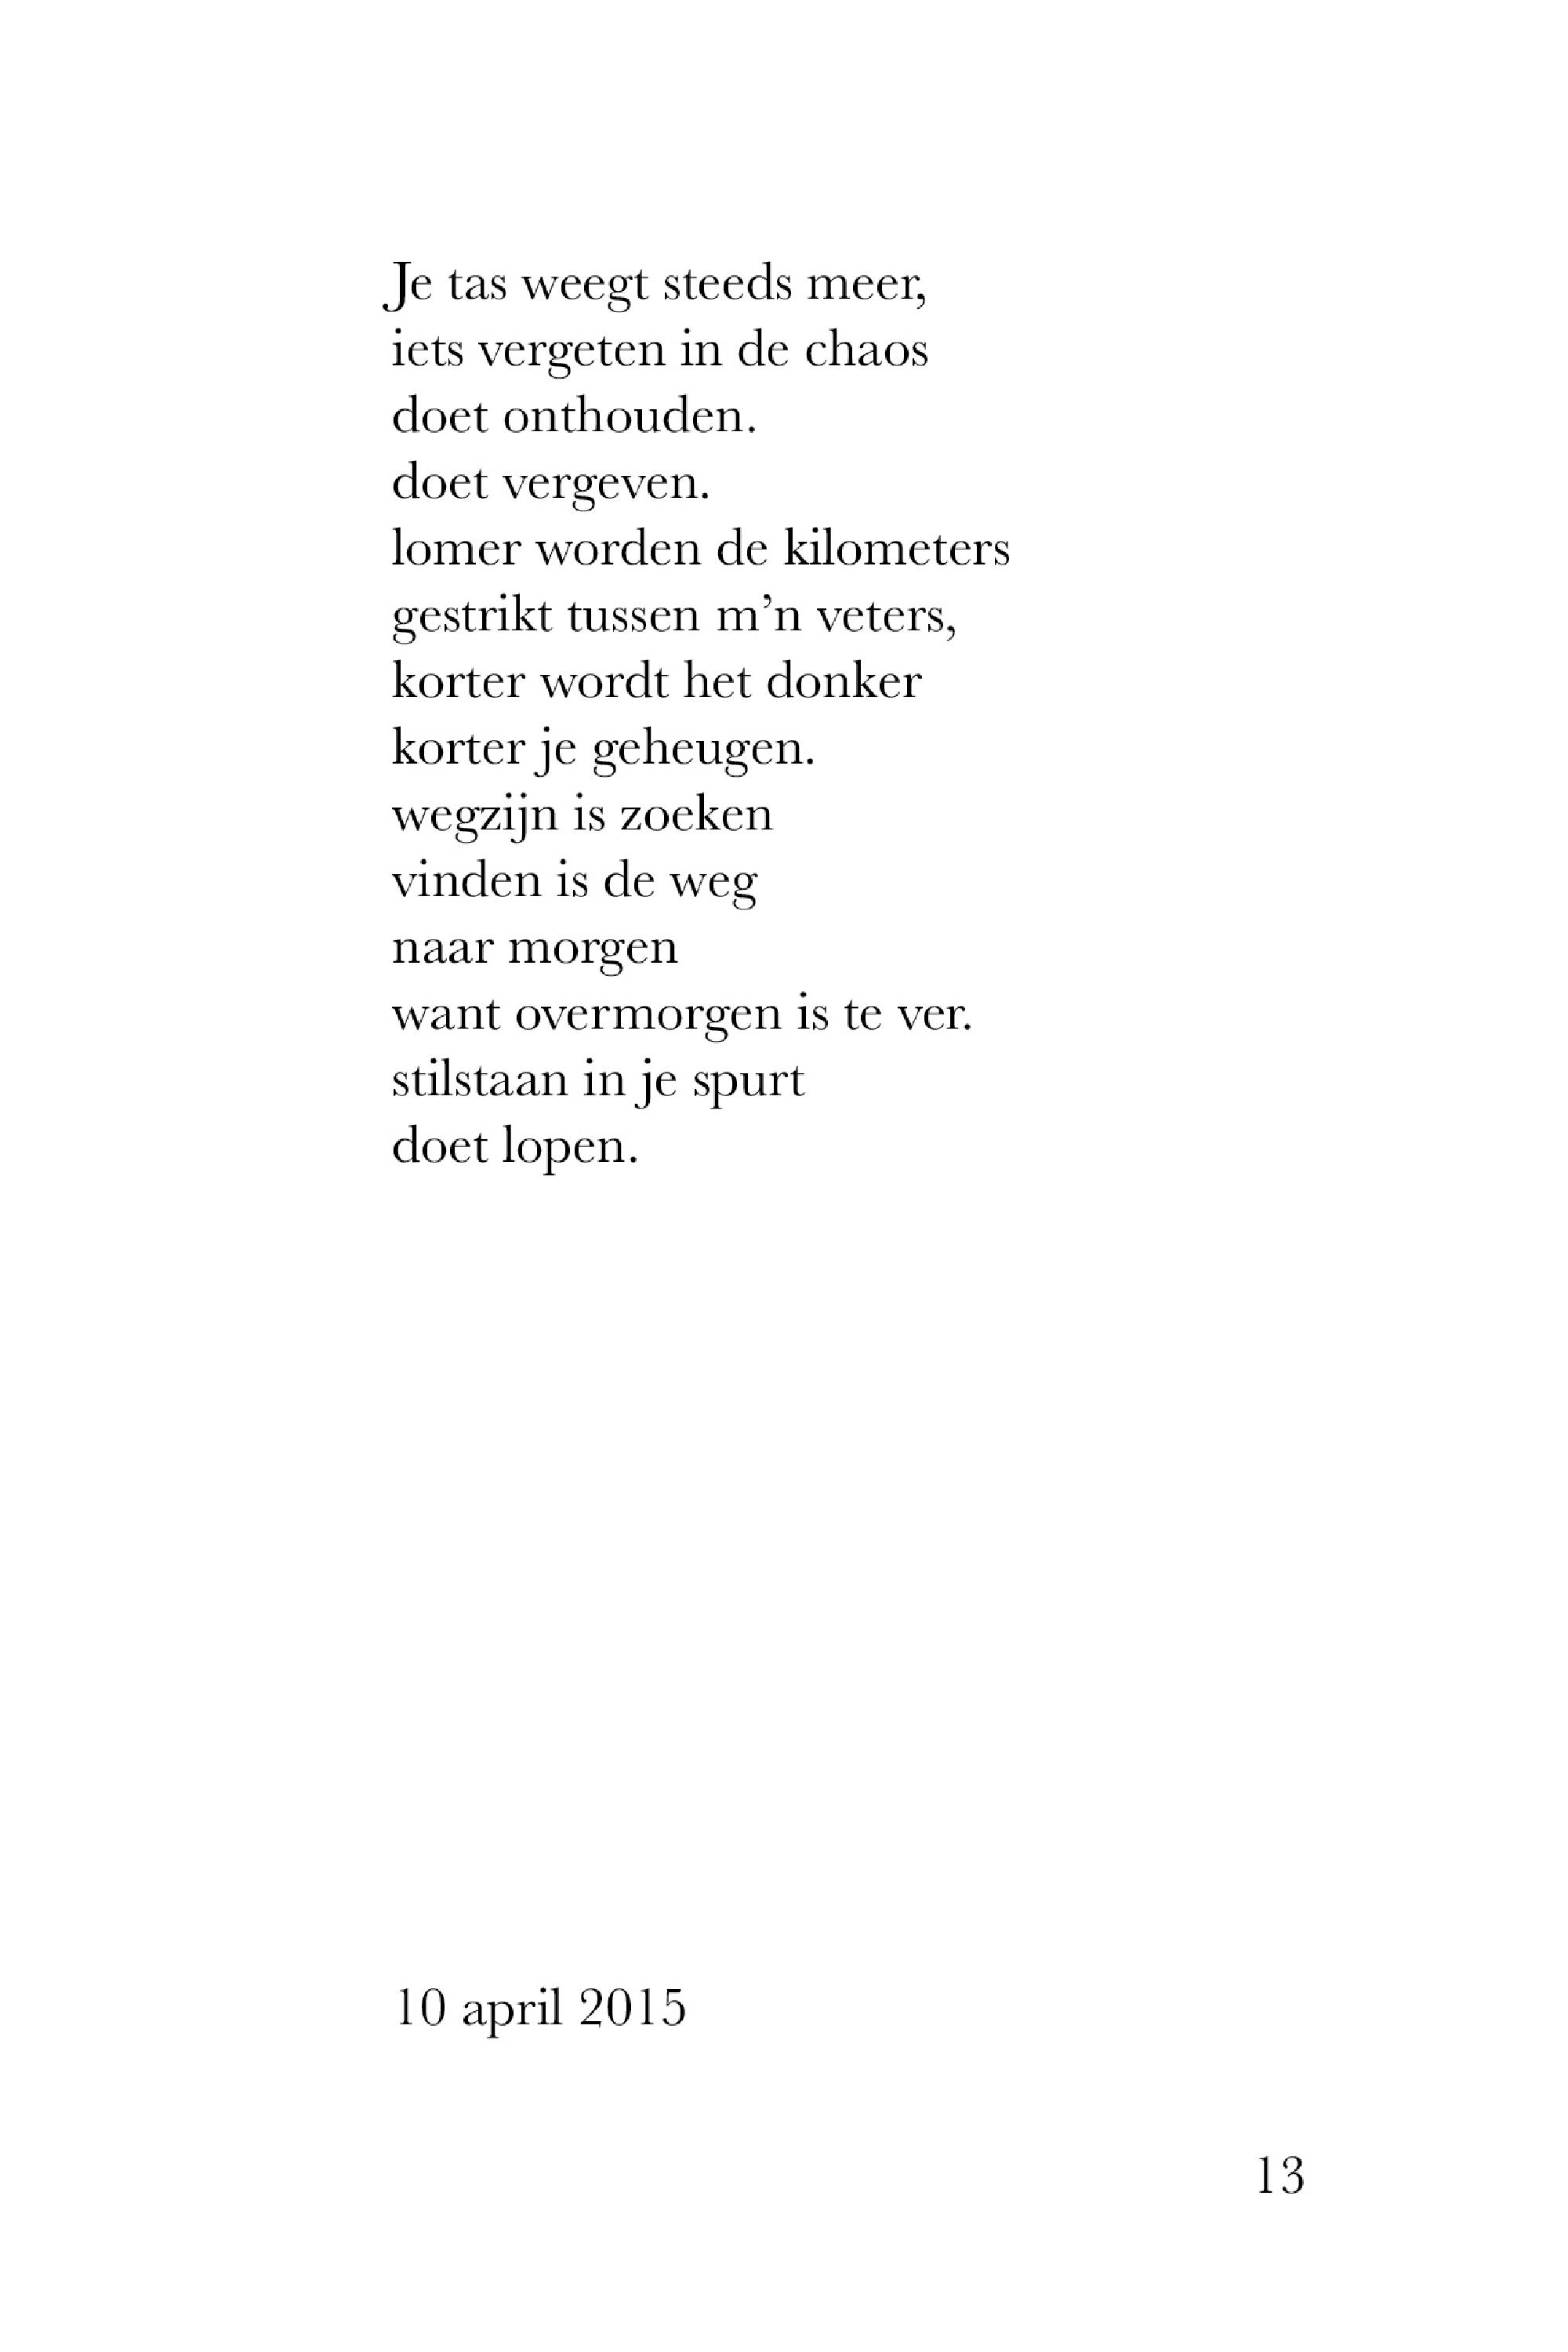 Je tas weegt steeds meer,
iets vergeten in de chaos
doet onthouden.
doet vergeven.
lomer worden de kilometers
gestrikt tussen m’n veters,
korter wordt het donker
korter je geheugen.
wegzijn is zoeken
vinden is de weg
naar morgen
want overmorgen is te ver.
stilstaan in je spurt
doet lopen.
10 april 2015
13